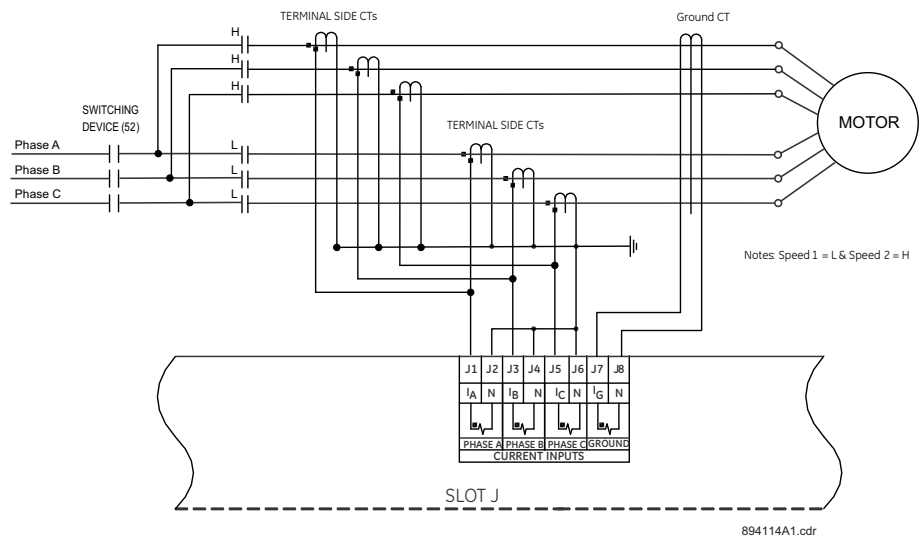 TERMINAL SIDE CTs
Ground CT
H
H
H
SWITCHING
DEVICE (52)
TERMINAL SIDE CTs
MOTOR
Phase A
L
Phase B
L
Phase C
L
Notes: Speed 1 = L & Speed 2 = H
J1 J2 J3 J4 J5 J6 J7 J8
IA N IB N IC N IG N
PHASE A PHASE B PHASE C GROUND
CURRENT INPUTS
SLOT J
894114A1.cdr